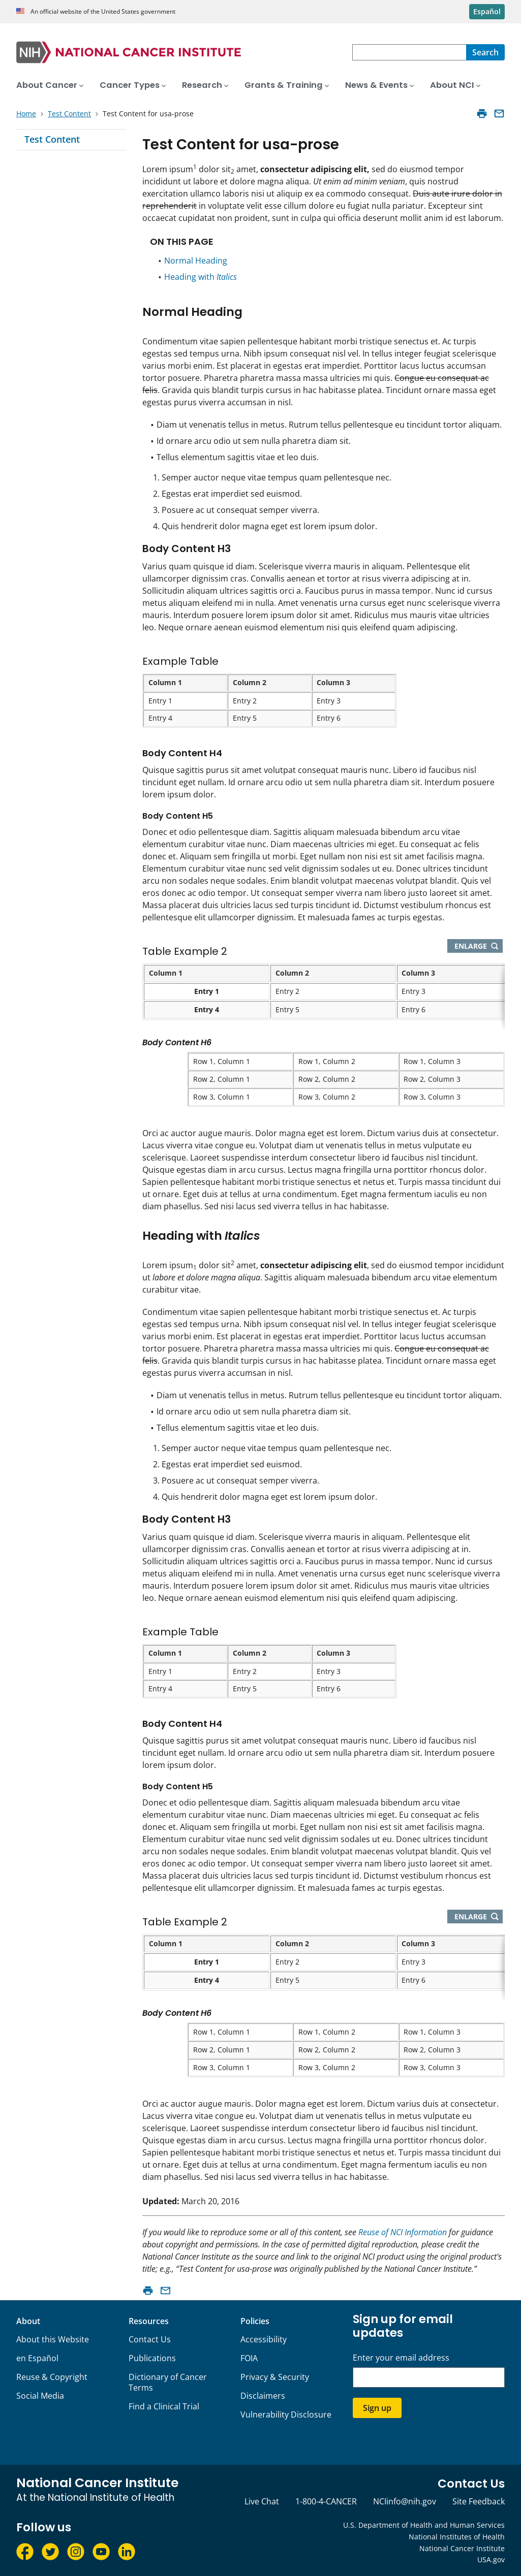 An official website of the United States government
Español
NIH NATIONAL CANCER INSTITUTE
Search
About Cancer
Cancer Types
Research
Grants & Training
News & Events
About NCI
Home
Test Content
Test Content for usa-prose
Test Content
Test Content for usa-prose
Lorem ipsum1 dolor sit2 amet, consectetur adipiscing elit, sed do eiusmod tempor
incididunt ut labore et dolore magna aliqua. Ut enim ad minim veniam, quis nostrud
exercitation ullamco laboris nisi ut aliquip ex ea commodo consequat. Duis aute irure dolor in
reprehenderit in voluptate velit esse cillum dolore eu fugiat nulla pariatur. Excepteur sint
occaecat cupidatat non proident, sunt in culpa qui officia deserunt mollit anim id est laborum.
ON THIS PAGE
• Normal Heading
• Heading with Italics
Normal Heading
Condimentum vitae sapien pellentesque habitant morbi tristique senectus et. Ac turpis
egestas sed tempus urna. Nibh ipsum consequat nisl vel. In tellus integer feugiat scelerisque
varius morbi enim. Est placerat in egestas erat imperdiet. Porttitor lacus luctus accumsan
tortor posuere. Pharetra pharetra massa massa ultricies mi quis. Congue eu consequat ac
felis. Gravida quis blandit turpis cursus in hac habitasse platea. Tincidunt ornare massa eget
egestas purus viverra accumsan in nisl.
• Diam ut venenatis tellus in metus. Rutrum tellus pellentesque eu tincidunt tortor aliquam.
• Id ornare arcu odio ut sem nulla pharetra diam sit.
• Tellus elementum sagittis vitae et leo duis.
1. Semper auctor neque vitae tempus quam pellentesque nec.
2. Egestas erat imperdiet sed euismod.
3. Posuere ac ut consequat semper viverra.
4. Quis hendrerit dolor magna eget est lorem ipsum dolor.
Body Content H3
Varius quam quisque id diam. Scelerisque viverra mauris in aliquam. Pellentesque elit
ullamcorper dignissim cras. Convallis aenean et tortor at risus viverra adipiscing at in.
Sollicitudin aliquam ultrices sagittis orci a. Faucibus purus in massa tempor. Nunc id cursus
metus aliquam eleifend mi in nulla. Amet venenatis urna cursus eget nunc scelerisque viverra
mauris. Interdum posuere lorem ipsum dolor sit amet. Ridiculus mus mauris vitae ultricies
leo. Neque ornare aenean euismod elementum nisi quis eleifend quam adipiscing.
Example Table
Column 1 Column 2 Column 3
Entry 1 Entry 2 Entry 3
Entry 4 Entry 5 Entry 6
Body Content H4
Quisque sagittis purus sit amet volutpat consequat mauris nunc. Libero id faucibus nisl
tincidunt eget nullam. Id ornare arcu odio ut sem nulla pharetra diam sit. Interdum posuere
lorem ipsum dolor.
Body Content H5
Donec et odio pellentesque diam. Sagittis aliquam malesuada bibendum arcu vitae
elementum curabitur vitae nunc. Diam maecenas ultricies mi eget. Eu consequat ac felis
donec et. Aliquam sem fringilla ut morbi. Eget nullam non nisi est sit amet facilisis magna.
Elementum curabitur vitae nunc sed velit dignissim sodales ut eu. Donec ultrices tincidunt
arcu non sodales neque sodales. Enim blandit volutpat maecenas volutpat blandit. Quis vel
eros donec ac odio tempor. Ut consequat semper viverra nam libero justo laoreet sit amet.
Massa placerat duis ultricies lacus sed. Faucibus purus in massa tempor. Rutrum quisque non
pellentesque elit ullamcorper dignissim. Et malesuada fames ac turpis egestas.
ENLARGE
Table Example 2
Column 1 Column 2 Column 3
Entry 1 Entry 2 Entry 3
Entry 4 Entry 5 Entry 6
Body Content H6
Row 1, Column 1 Row 1, Column 2 Row 1, Column 3
Row 2, Column 1 Row 2, Column 2 Row 2, Column 3
Row 3, Column 1 Row 3, Column 2 Row 3, Column 3
Orci ac auctor augue mauris. Dolor magna eget est lorem. Dictum varius duis at consectetur.
Lacus viverra vitae congue eu. Volutpat diam ut venenatis tellus in metus vulputate eu
scelerisque. Laoreet suspendisse interdum consectetur libero id faucibus nisl tincidunt.
Quisque egestas diam in arcu cursus. Lectus magna fringilla urna porttitor rhoncus dolor.
Sapien pellentesque habitant morbi tristique senectus et netus et. Turpis massa tincidunt dui
ut ornare. Eget duis at tellus at urna condimentum. Eget magna fermentum iaculis eu non
diam phasellus. Sed nisi lacus sed viverra tellus in hac habitasse.
Heading with Italics
Lorem ipsum1 dolor sit2 amet, consectetur adipiscing elit, sed do eiusmod tempor incididunt
ut labore et dolore magna aliqua. Sagittis aliquam malesuada bibendum arcu vitae elementum
curabitur vitae.
Condimentum vitae sapien pellentesque habitant morbi tristique senectus et. Ac turpis
egestas sed tempus urna. Nibh ipsum consequat nisl vel. In tellus integer feugiat scelerisque
varius morbi enim. Est placerat in egestas erat imperdiet. Porttitor lacus luctus accumsan
tortor posuere. Pharetra pharetra massa massa ultricies mi quis. Congue eu consequat ac
felis. Gravida quis blandit turpis cursus in hac habitasse platea. Tincidunt ornare massa eget
egestas purus viverra accumsan in nisl.
• Diam ut venenatis tellus in metus. Rutrum tellus pellentesque eu tincidunt tortor aliquam.
• Id ornare arcu odio ut sem nulla pharetra diam sit.
• Tellus elementum sagittis vitae et leo duis.
1. Semper auctor neque vitae tempus quam pellentesque nec.
2. Egestas erat imperdiet sed euismod.
3. Posuere ac ut consequat semper viverra.
4. Quis hendrerit dolor magna eget est lorem ipsum dolor.
Body Content H3
Varius quam quisque id diam. Scelerisque viverra mauris in aliquam. Pellentesque elit
ullamcorper dignissim cras. Convallis aenean et tortor at risus viverra adipiscing at in.
Sollicitudin aliquam ultrices sagittis orci a. Faucibus purus in massa tempor. Nunc id cursus
metus aliquam eleifend mi in nulla. Amet venenatis urna cursus eget nunc scelerisque viverra
mauris. Interdum posuere lorem ipsum dolor sit amet. Ridiculus mus mauris vitae ultricies
leo. Neque ornare aenean euismod elementum nisi quis eleifend quam adipiscing.
Example Table
Column 1 Column 2 Column 3
Entry 1 Entry 2 Entry 3
Entry 4 Entry 5 Entry 6
Body Content H4
Quisque sagittis purus sit amet volutpat consequat mauris nunc. Libero id faucibus nisl
tincidunt eget nullam. Id ornare arcu odio ut sem nulla pharetra diam sit. Interdum posuere
lorem ipsum dolor.
Body Content H5
Donec et odio pellentesque diam. Sagittis aliquam malesuada bibendum arcu vitae
elementum curabitur vitae nunc. Diam maecenas ultricies mi eget. Eu consequat ac felis
donec et. Aliquam sem fringilla ut morbi. Eget nullam non nisi est sit amet facilisis magna.
Elementum curabitur vitae nunc sed velit dignissim sodales ut eu. Donec ultrices tincidunt
arcu non sodales neque sodales. Enim blandit volutpat maecenas volutpat blandit. Quis vel
eros donec ac odio tempor. Ut consequat semper viverra nam libero justo laoreet sit amet.
Massa placerat duis ultricies lacus sed. Faucibus purus in massa tempor. Rutrum quisque non
pellentesque elit ullamcorper dignissim. Et malesuada fames ac turpis egestas.
ENLARGE
Table Example 2
Column 1 Column 2 Column 3
Entry 1 Entry 2 Entry 3
Entry 4 Entry 5 Entry 6
Body Content H6
Row 1, Column 1 Row 1, Column 2 Row 1, Column 3
Row 2, Column 1 Row 2, Column 2 Row 2, Column 3
Row 3, Column 1 Row 3, Column 2 Row 3, Column 3
Orci ac auctor augue mauris. Dolor magna eget est lorem. Dictum varius duis at consectetur.
Lacus viverra vitae congue eu. Volutpat diam ut venenatis tellus in metus vulputate eu
scelerisque. Laoreet suspendisse interdum consectetur libero id faucibus nisl tincidunt.
Quisque egestas diam in arcu cursus. Lectus magna fringilla urna porttitor rhoncus dolor.
Sapien pellentesque habitant morbi tristique senectus et netus et. Turpis massa tincidunt dui
ut ornare. Eget duis at tellus at urna condimentum. Eget magna fermentum iaculis eu non
diam phasellus. Sed nisi lacus sed viverra tellus in hac habitasse.
Updated: March 20, 2016
If you would like to reproduce some or all of this content, see Reuse of NCI Information for guidance
about copyright and permissions. In the case of permitted digital reproduction, please credit the
National Cancer Institute as the source and link to the original NCI product using the original product's
title; e.g., “Test Content for usa-prose was originally published by the National Cancer Institute.”
About
About this Website
en Español
Reuse & Copyright
Social Media
Resources
Contact Us
Publications
Dictionary of Cancer
Terms
Find a Clinical Trial
Policies
Accessibility
FOIA
Privacy & Security
Disclaimers
Vulnerability Disclosure
Sign up for email
updates
Enter your email address
Sign up
National Cancer Institute
At the National Institutes of Health
Contact Us
Live Chat
1-800-4-CANCER
NCIinfo@nih.gov
Site Feedback
Follow us
U.S. Department of Health and Human Services
National Institutes of Health
National Cancer Institute
USA.gov